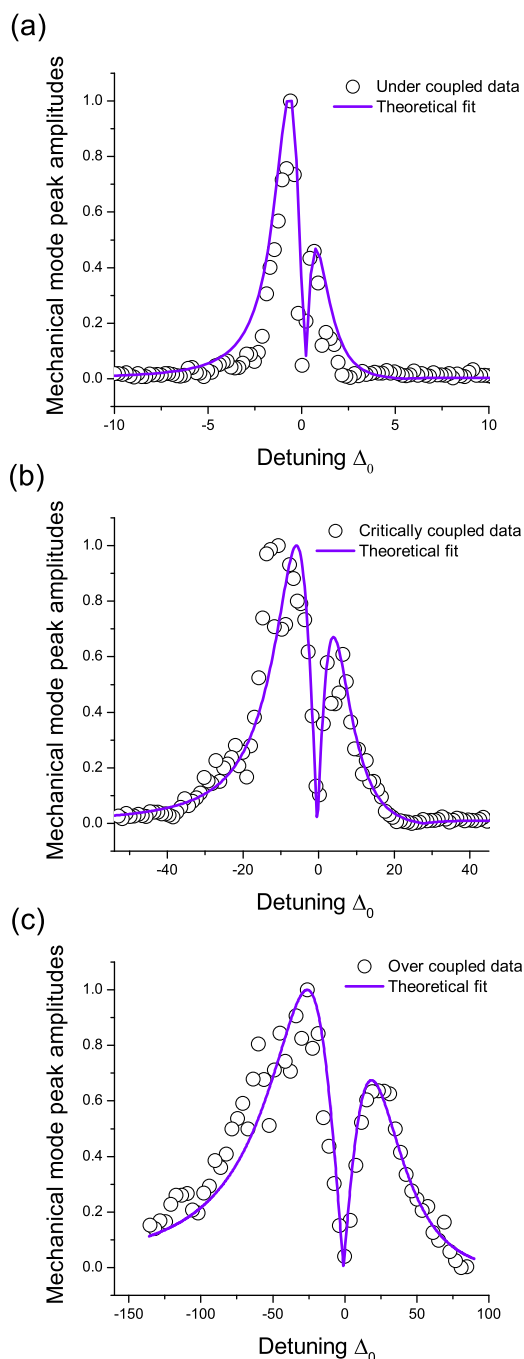 (a)
Under coupled data
Theoretical fit
Mechanical mode peak amplitudes
1.0
0.8
0.6
0.4
0.2
0.0
-10
-5
0
5
10
Detuning Δ₀
(b)
Critically coupled data
Theoretical fit
Mechanical mode peak amplitudes
1.0
0.8
0.6
0.4
0.2
0.0
-40
-20
0
20
40
Detuning Δ₀
(c)
Over coupled data
Theoretical fit
Mechanical mode peak amplitudes
1.0
0.8
0.6
0.4
0.2
0.0
-150
-100
-50
0
50
100
Detuning Δ₀